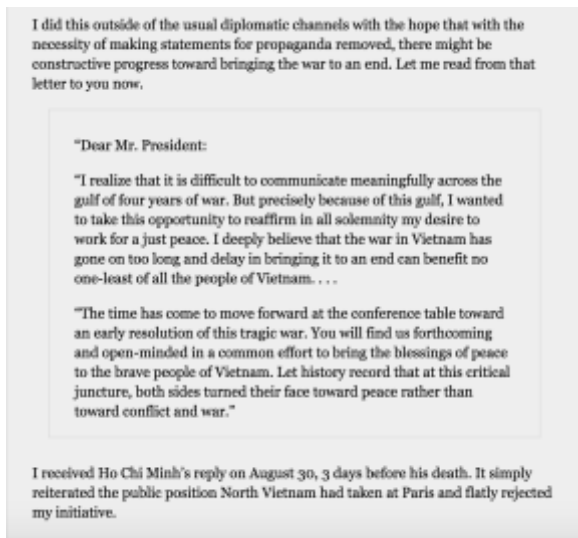 I did this outside of the usual diplomatic channels with the hope that with the
necessity of making statements for propaganda removed, there might be
constructive progress toward bringing the war to an end. Let me read from that
letter to you now.
"Dear Mr. President:
"I realize that it is difficult to communicate meaningfully across the
gulf of four years of war. But precisely because of this gulf, I wanted
to take this opportunity to reaffirm in all solemnity my desire to
work for a just peace. I deeply believe that the war in Vietnam has
gone on too long and delay in bringing it to an end can benefit no
one-least of all the people of Vietnam. . . .
"The time has come to move forward at the conference table toward
an early resolution of this tragic war. You will find us forthcoming
and open-minded in a common effort to bring the blessings of peace
to the brave people of Vietnam. Let history record that at this critical
juncture, both sides turned their face toward peace rather than
toward conflict and war."
I received Ho Chi Minh's reply on August 30, 3 days before his death. It simply
reiterated the public position North Vietnam had taken at Paris and flatly rejected
my initiative.